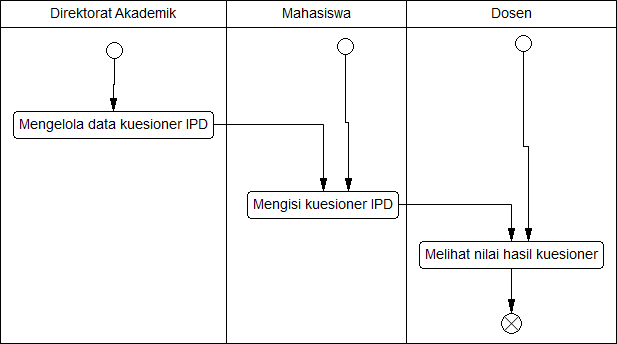 Direktorat Akademik
Mahasiswa
Dosen
Mengelola data kuesioner IPD
Mengisi kuesioner IPD
Melihat nilai hasil kuesioner